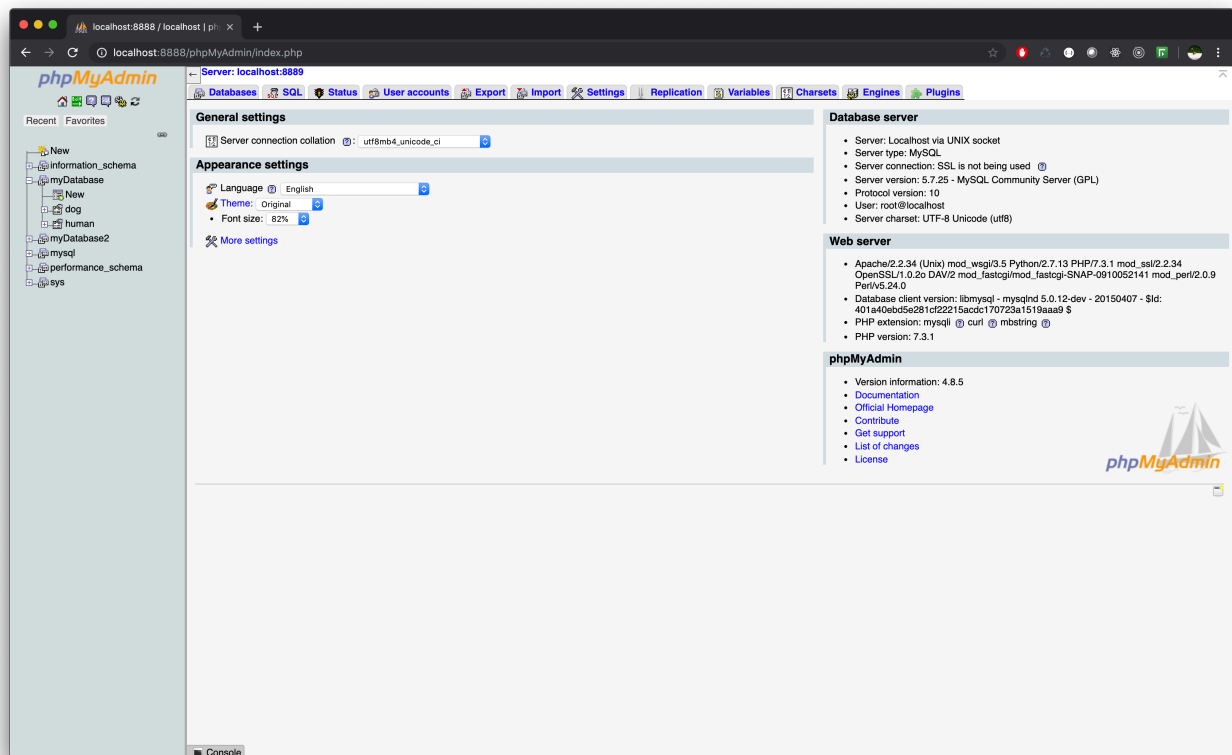 localhost:8888 / localhost | ph
localhost:8888/phpMyAdmin/index.php
phpMyAdmin
Recent Favorites
New
information_schema
myDatabase
New
dog
human
myDatabase2
mysql
performance_schema
sys
Server: localhost:8889
Databases SQL Status User accounts Export Import Settings Replication Variables Charsets Engines Plugins
General settings
Server connection collation : utf8mb4_unicode_ci
Appearance settings
Language English
Theme: Original
• Font size: 82%
More settings
Database server
• Server: Localhost via UNIX socket
• Server type: MySQL
• Server connection: SSL is not being used
• Server version: 5.7.25 - MySQL Community Server (GPL)
• Protocol version: 10
• User: root@localhost
• Server charset: UTF-8 Unicode (utf8)
Web server
• Apache/2.2.34 (Unix) mod_wsgi/3.5 Python/2.7.13 PHP/7.3.1 mod_ssl/2.2.34
OpenSSL/1.0.2o DAV/2 mod_fastcgi/mod_fastcgi-SNAP-0910052141 mod_perl/2.0.9
Perl/v5.24.0
• Database client version: libmysql - mysqlnd 5.0.12-dev - 20150407 - $Id:
401a40ebd5e281cf22215acdc170723a1519aaa9 $
• PHP extension: mysqli curl mbstring
• PHP version: 7.3.1
phpMyAdmin
• Version information: 4.8.5
• Documentation
• Official Homepage
• Contribute
• Get support
• List of changes
• License
phpMyAdmin
Console